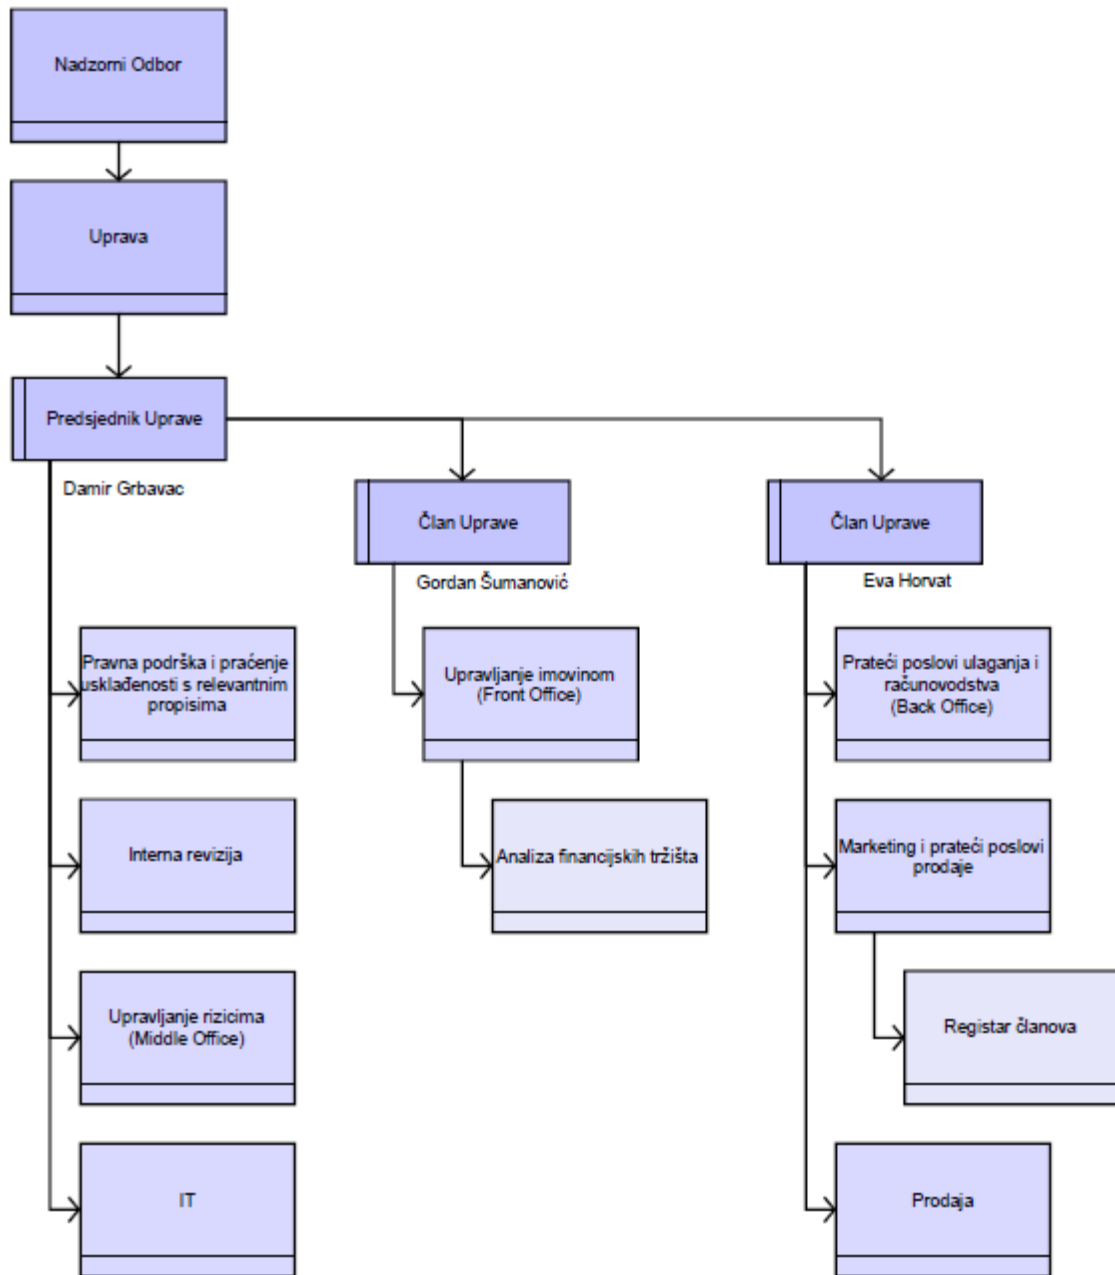 Nadzorni Odbor
Uprava
Predsjednik Uprave
Damir Grbavac
Član Uprave
Gordan Šumanović
Član Uprave
Eva Horvat
Pravna podrška i praćenje
usklađenosti s relevantnim
propisima
Interna revizija
Upravljanje rizicima
(Middle Office)
IT
Upravljanje imovinom
(Front Office)
Analiza financijskih tržišta
Prateći poslovi ulaganja i
računovodstva
(Back Office)
Marketing i prateći poslovi
prodaje
Registar članova
Prodaja